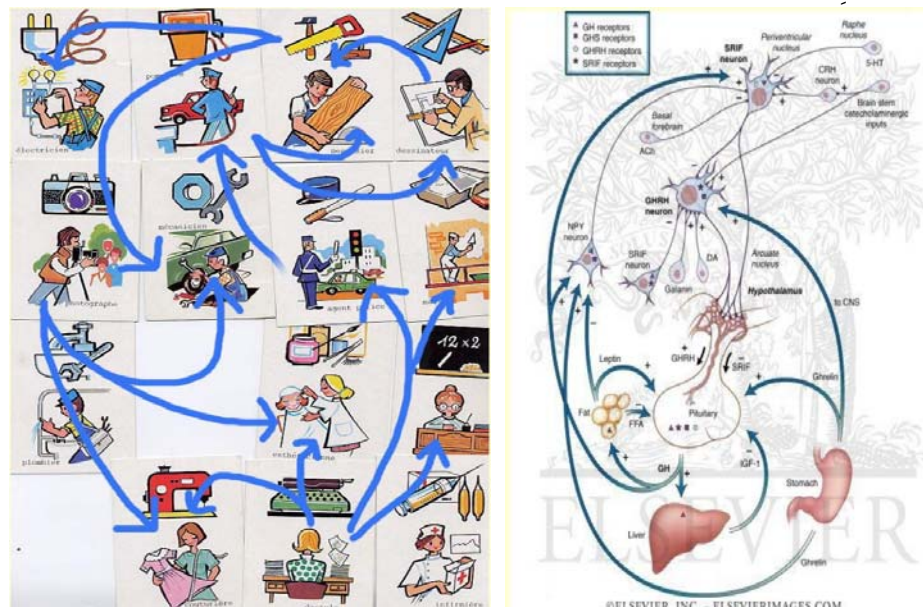 électricien
dessinateur
mécanicien
photographe
agent police
12 x 2
plombier
couturière
infirmière
GH receptors
GHS receptors
GHRH receptors
SRIF receptors
SRIF
neuron
Periventricular
nucleus
Raphe
nucleus
5-HT
CRH
neuron
Brain stem
catecholaminergic
inputs
Basal
forebrain
ACh
GHRH
neuron
NPY
neuron
SRIF
neuron
Galanin
DA
Arcuate
nucleus
Hypothalamus
to CNS
GHRH
SRIF
Leptin
Ghrelin
Fat
FFA
Pituitary
GH
IGF-1
Stomach
Liver
Ghrelin
ELSEVIER
©ELSEVIER, INC. - ELSEVIERIMAGES.COM